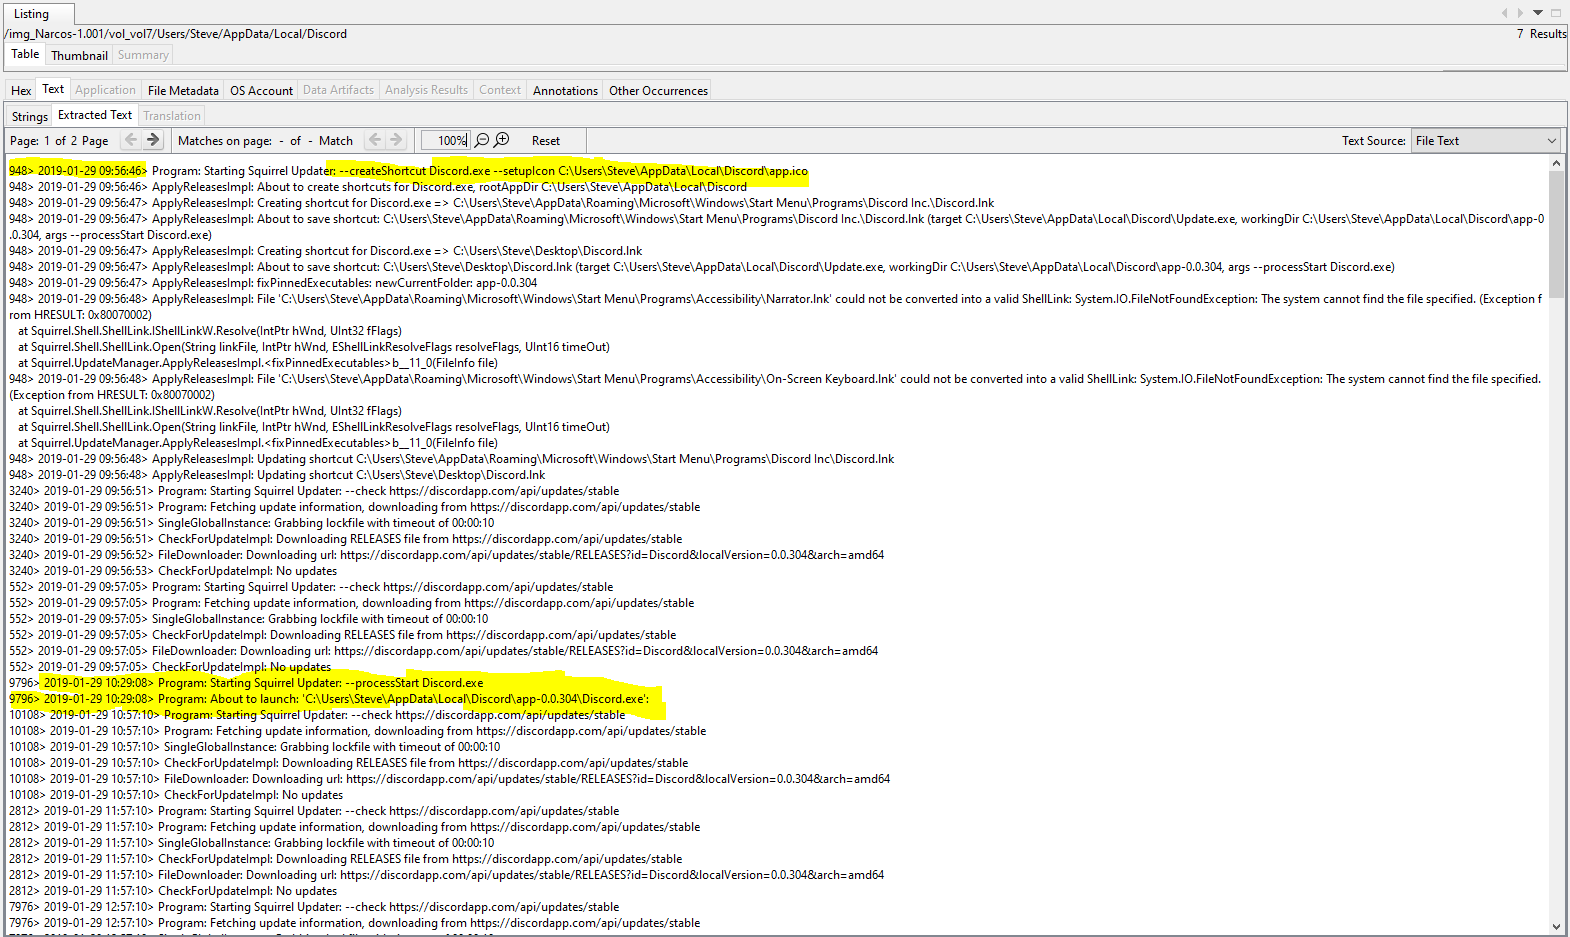 Listing
/img_Narcos-1.001/vol_vol7/Users/Steve/AppData/Local/Discord
7 Results
Table Thumbnail Summary
Hex Text Application File Metadata OS Account Data Artifacts Analysis Results Context Annotations Other Occurrences
Strings Extracted Text Translation
Page: 1 of 2 Page Matches on page: - of - Match 100% Reset Text Source: File Text
948> 2019-01-29 09:56:46> Program: Starting Squirrel Updater: --createShortcut Discord.exe --setupIcon C:\Users\Steve\AppData\Local\Discord\app.ico
948> 2019-01-29 09:56:46> ApplyReleasesImpl: About to create shortcuts for Discord.exe, rootAppDir C:\Users\Steve\AppData\Local\Discord
948> 2019-01-29 09:56:47> ApplyReleasesImpl: Creating shortcut for Discord.exe => C:\Users\Steve\AppData\Roaming\Microsoft\Windows\Start Menu\Programs\Discord Inc.\Discord.lnk
948> 2019-01-29 09:56:47> ApplyReleasesImpl: About to save shortcut: C:\Users\Steve\AppData\Roaming\Microsoft\Windows\Start Menu\Programs\Discord Inc.\Discord.lnk (target C:\Users\Steve\AppData\Local\Discord\Update.exe, workingDir C:\Users\Steve\AppData\Local\Discord\app-0
.0.304, args --processStart Discord.exe)
948> 2019-01-29 09:56:47> ApplyReleasesImpl: Creating shortcut for Discord.exe => C:\Users\Steve\Desktop\Discord.lnk
948> 2019-01-29 09:56:47> ApplyReleasesImpl: About to save shortcut: C:\Users\Steve\Desktop\Discord.lnk (target C:\Users\Steve\AppData\Local\Discord\Update.exe, workingDir C:\Users\Steve\AppData\Local\Discord\app-0.0.304, args --processStart Discord.exe)
948> 2019-01-29 09:56:47> ApplyReleasesImpl: fixPinnedExecutables: newCurrentFolder: app-0.0.304
948> 2019-01-29 09:56:48> ApplyReleasesImpl: File 'C:\Users\Steve\AppData\Roaming\Microsoft\Windows\Start Menu\Programs\Accessibility\Narrator.lnk' could not be converted into a valid ShellLink: System.IO.FileNotFoundException: The system cannot find the file specified. (Exception f
rom HRESULT: 0x80070002)
at Squirrel.Shell.ShellLink.IShellLinkW.Resolve(IntPtr hWnd, UInt32 fFlags)
at Squirrel.Shell.ShellLink.Open(String linkFile, IntPtr hWnd, EShellLinkResolveFlags resolveFlags, UInt16 timeOut)
at Squirrel.UpdateManager.ApplyReleasesImpl.<fixPinnedExecutables>b__11_0(FileInfo file)
948> 2019-01-29 09:56:48> ApplyReleasesImpl: File 'C:\Users\Steve\AppData\Roaming\Microsoft\Windows\Start Menu\Programs\Accessibility\On-Screen Keyboard.lnk' could not be converted into a valid ShellLink: System.IO.FileNotFoundException: The system cannot find the file specified.
(Exception from HRESULT: 0x80070002)
at Squirrel.Shell.ShellLink.IShellLinkW.Resolve(IntPtr hWnd, UInt32 fFlags)
at Squirrel.Shell.ShellLink.Open(String linkFile, IntPtr hWnd, EShellLinkResolveFlags resolveFlags, UInt16 timeOut)
at Squirrel.UpdateManager.ApplyReleasesImpl.<fixPinnedExecutables>b__11_0(FileInfo file)
948> 2019-01-29 09:56:48> ApplyReleasesImpl: Updating shortcut C:\Users\Steve\AppData\Roaming\Microsoft\Windows\Start Menu\Programs\Discord Inc\Discord.lnk
948> 2019-01-29 09:56:48> ApplyReleasesImpl: Updating shortcut C:\Users\Steve\Desktop\Discord.lnk
3240> 2019-01-29 09:56:51> Program: Starting Squirrel Updater: --check https://discordapp.com/api/updates/stable
3240> 2019-01-29 09:56:51> Program: Fetching update information, downloading from https://discordapp.com/api/updates/stable
3240> 2019-01-29 09:56:51> SingleGlobalInstance: Grabbing lockfile with timeout of 00:00:10
3240> 2019-01-29 09:56:51> CheckForUpdateImpl: Downloading RELEASES file from https://discordapp.com/api/updates/stable
3240> 2019-01-29 09:56:52> FileDownloader: Downloading url: https://discordapp.com/api/updates/stable/RELEASES?id=Discord&localVersion=0.0.304&arch=amd64
3240> 2019-01-29 09:56:53> CheckForUpdateImpl: No updates
552> 2019-01-29 09:57:05> Program: Starting Squirrel Updater: --check https://discordapp.com/api/updates/stable
552> 2019-01-29 09:57:05> Program: Fetching update information, downloading from https://discordapp.com/api/updates/stable
552> 2019-01-29 09:57:05> SingleGlobalInstance: Grabbing lockfile with timeout of 00:00:10
552> 2019-01-29 09:57:05> CheckForUpdateImpl: Downloading RELEASES file from https://discordapp.com/api/updates/stable
552> 2019-01-29 09:57:05> FileDownloader: Downloading url: https://discordapp.com/api/updates/stable/RELEASES?id=Discord&localVersion=0.0.304&arch=amd64
552> 2019-01-29 09:57:05> CheckForUpdateImpl: No updates
9796> 2019-01-29 10:29:08> Program: Starting Squirrel Updater: --processStart Discord.exe
9796> 2019-01-29 10:29:08> Program: About to launch: 'C:\Users\Steve\AppData\Local\Discord\app-0.0.304\Discord.exe':
10108> 2019-01-29 10:57:10> Program: Starting Squirrel Updater: --check https://discordapp.com/api/updates/stable
10108> 2019-01-29 10:57:10> Program: Fetching update information, downloading from https://discordapp.com/api/updates/stable
10108> 2019-01-29 10:57:10> SingleGlobalInstance: Grabbing lockfile with timeout of 00:00:10
10108> 2019-01-29 10:57:10> CheckForUpdateImpl: Downloading RELEASES file from https://discordapp.com/api/updates/stable
10108> 2019-01-29 10:57:10> FileDownloader: Downloading url: https://discordapp.com/api/updates/stable/RELEASES?id=Discord&localVersion=0.0.304&arch=amd64
10108> 2019-01-29 10:57:10> CheckForUpdateImpl: No updates
2812> 2019-01-29 11:57:10> Program: Starting Squirrel Updater: --check https://discordapp.com/api/updates/stable
2812> 2019-01-29 11:57:10> Program: Fetching update information, downloading from https://discordapp.com/api/updates/stable
2812> 2019-01-29 11:57:10> SingleGlobalInstance: Grabbing lockfile with timeout of 00:00:10
2812> 2019-01-29 11:57:10> CheckForUpdateImpl: Downloading RELEASES file from https://discordapp.com/api/updates/stable
2812> 2019-01-29 11:57:10> FileDownloader: Downloading url: https://discordapp.com/api/updates/stable/RELEASES?id=Discord&localVersion=0.0.304&arch=amd64
2812> 2019-01-29 11:57:10> CheckForUpdateImpl: No updates
7976> 2019-01-29 12:57:10> Program: Starting Squirrel Updater: --check https://discordapp.com/api/updates/stable
7976> 2019-01-29 12:57:10> Program: Fetching update information, downloading from https://discordapp.com/api/updates/stable